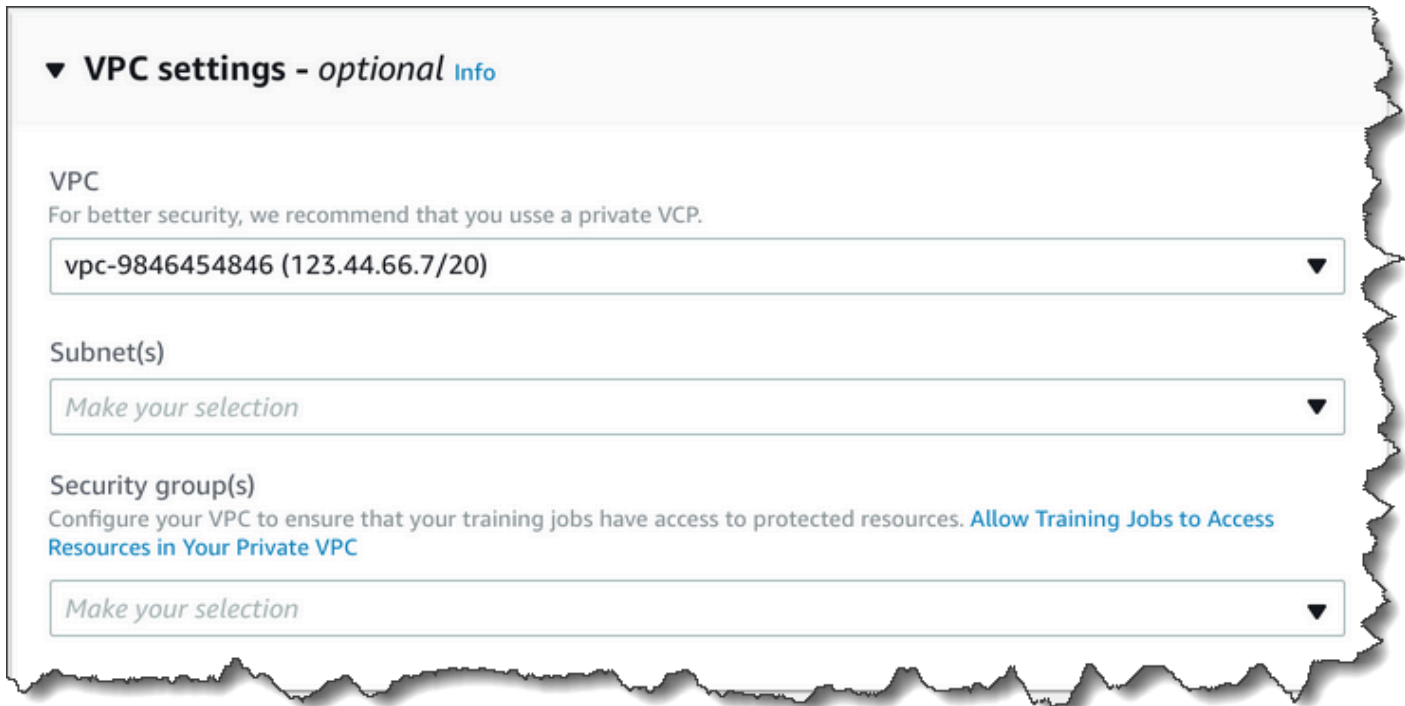 VPC settings - optional Info
VPC
For better security, we recommend that you usse a private VCP.
vpc-9846454846 (123.44.66.7/20)
Subnet(s)
Make your selection
Security group(s)
Configure your VPC to ensure that your training jobs have access to protected resources. Allow Training Jobs to Access
Resources in Your Private VPC
Make your selection